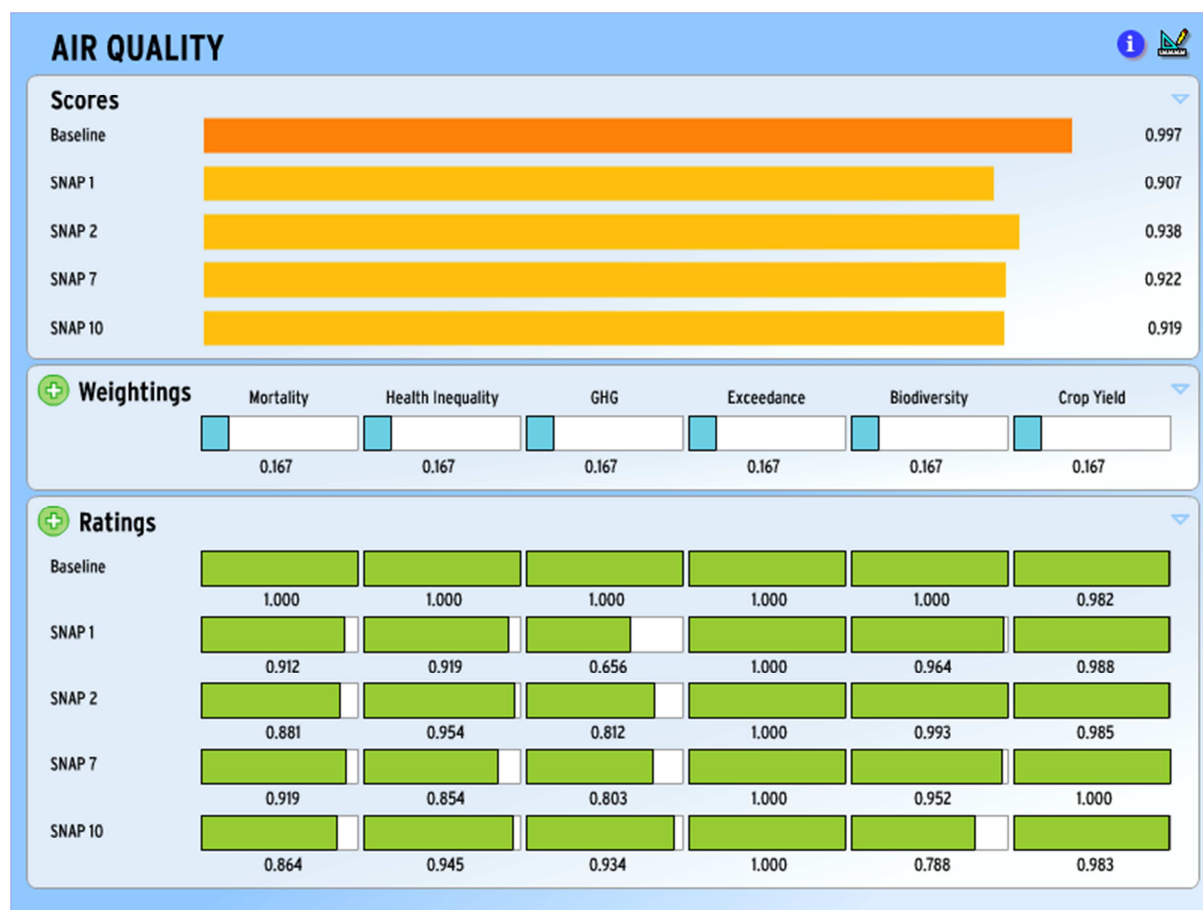 AIR QUALITY
i
Scores
Baseline 0.997
SNAP 1 0.907
SNAP 2 0.938
SNAP 7 0.922
SNAP 10 0.919
Weightings Mortality Health Inequality GHG Exceedance Biodiversity Crop Yield
0.167 0.167 0.167 0.167 0.167 0.167
Ratings
Baseline
1.000 1.000 1.000 1.000 1.000 0.982
SNAP 1
0.912 0.919 0.656 1.000 0.964 0.988
SNAP 2
0.881 0.954 0.812 1.000 0.993 0.985
SNAP 7
0.919 0.854 0.803 1.000 0.952 1.000
SNAP 10
0.864 0.945 0.934 1.000 0.788 0.983